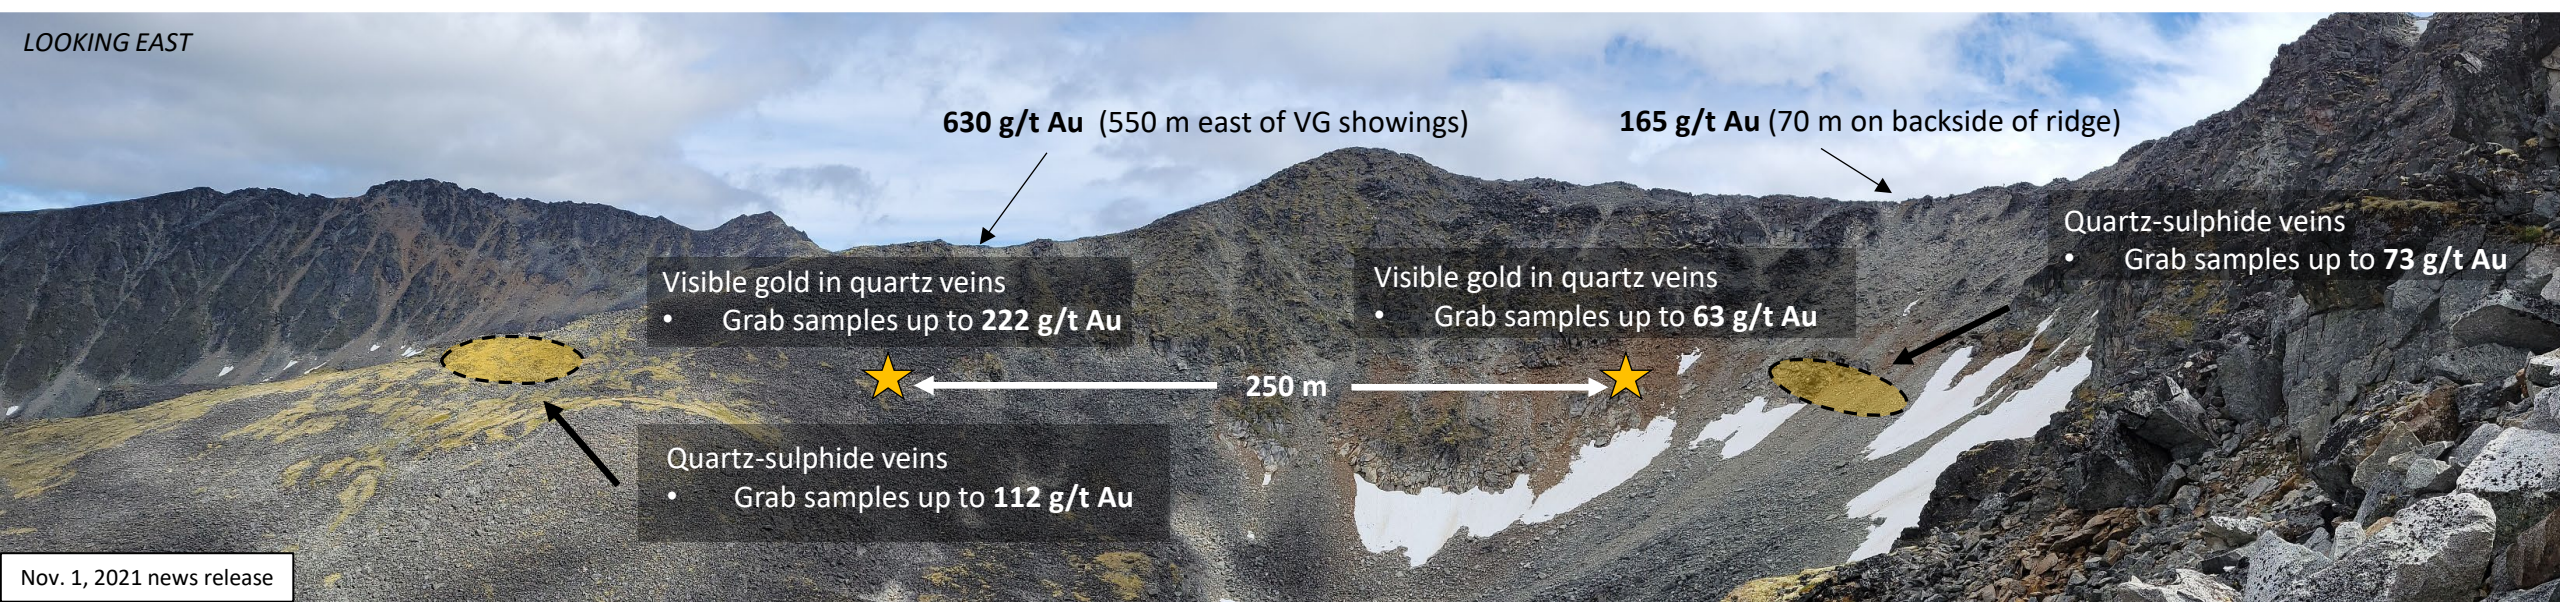 LOOKING EAST
630 g/t Au (550 m east of VG showings)
165 g/t Au (70 m on backside of ridge)
Visible gold in quartz veins
• Grab samples up to 222 g/t Au
Visible gold in quartz veins
• Grab samples up to 63 g/t Au
Quartz-sulphide veins
• Grab samples up to 73 g/t Au
250 m
Quartz-sulphide veins
• Grab samples up to 112 g/t Au
Nov. 1, 2021 news release